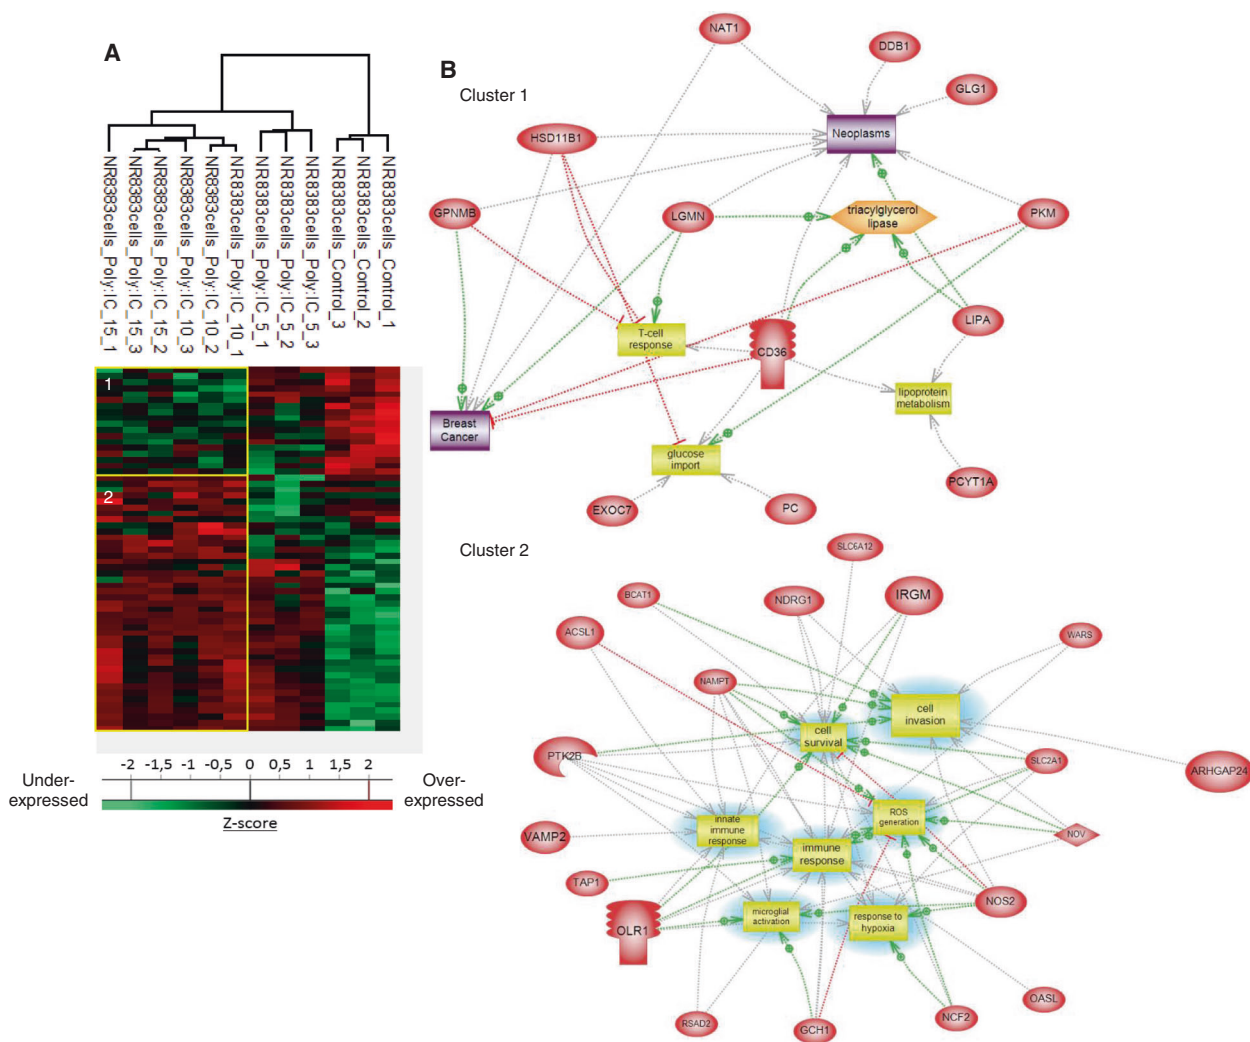 A
NR8383cells_Poly:IC_15_1
NR8383cells_Poly:IC_15_3
NR8383cells_Poly:IC_15_2
NR8383cells_Poly:IC_10_3
NR8383cells_Poly:IC_10_2
NR8383cells_Poly:IC_10_1
NR8383cells_Poly:IC_5_1
NR8383cells_Poly:IC_5_2
NR8383cells_Poly:IC_5_3
NR8383cells_Control_3
NR8383cells_Control_2
NR8383cells_Control_1
1
2
-2 -1,5 -1 -0,5 0 0,5 1 1,5 2
Under-
expressed
Over-
expressed
Z-score
B
Cluster 1
NAT1
DDB1
GLG1
HSD11B1
Neoplasms
GPNMB
LGMN
triacylglycerol
lipase
PKM
T-cell
response
CD36
LIPA
lipoprotein
metabolism
Breast
Cancer
glucose
import
EXOC7
PC
PCYT1A
Cluster 2
SLC6A12
BCAT1
NDRG1
IRGM
ACSL1
WARS
NAMPT
cell
invasion
cell
survival
PTK2B
SLC2A1
ARHGAP24
ROS
generation
innate
immune
response
NOV
VAMP2
immune
response
TAP1
NOS2
OLR1
microglial
activation
response to
hypoxia
RSAD2
GCH1
NCF2
OASL